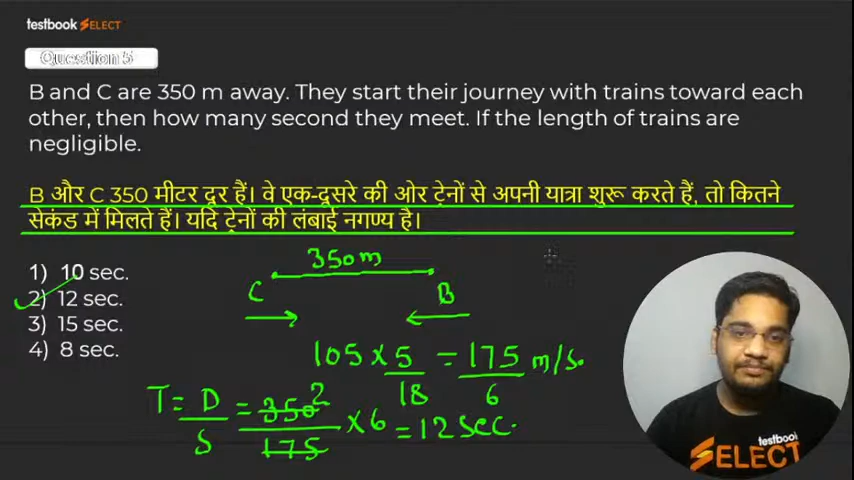 testbook SELECT
Question 5
B and C are 350 m away. They start their journey with trains toward each
other, then how many second they meet. If the length of trains are
negligible.
B और C 350 मीटर दूर हैं। वे एक-दूसरे की ओर ट्रेनों से अपनी यात्रा शुरू करते हैं, तो कितने
सेकंड में मिलते हैं। यदि ट्रेनों की लंबाई नगण्य है।
1) 10 sec.
2) 12 sec.
3) 15 sec.
4) 8 sec.
350m
C
B
105 × 5/18 = 175/6 m/s.
T = D/S = 350 2/175 × 6 = 12 sec.
testbook
SELECT